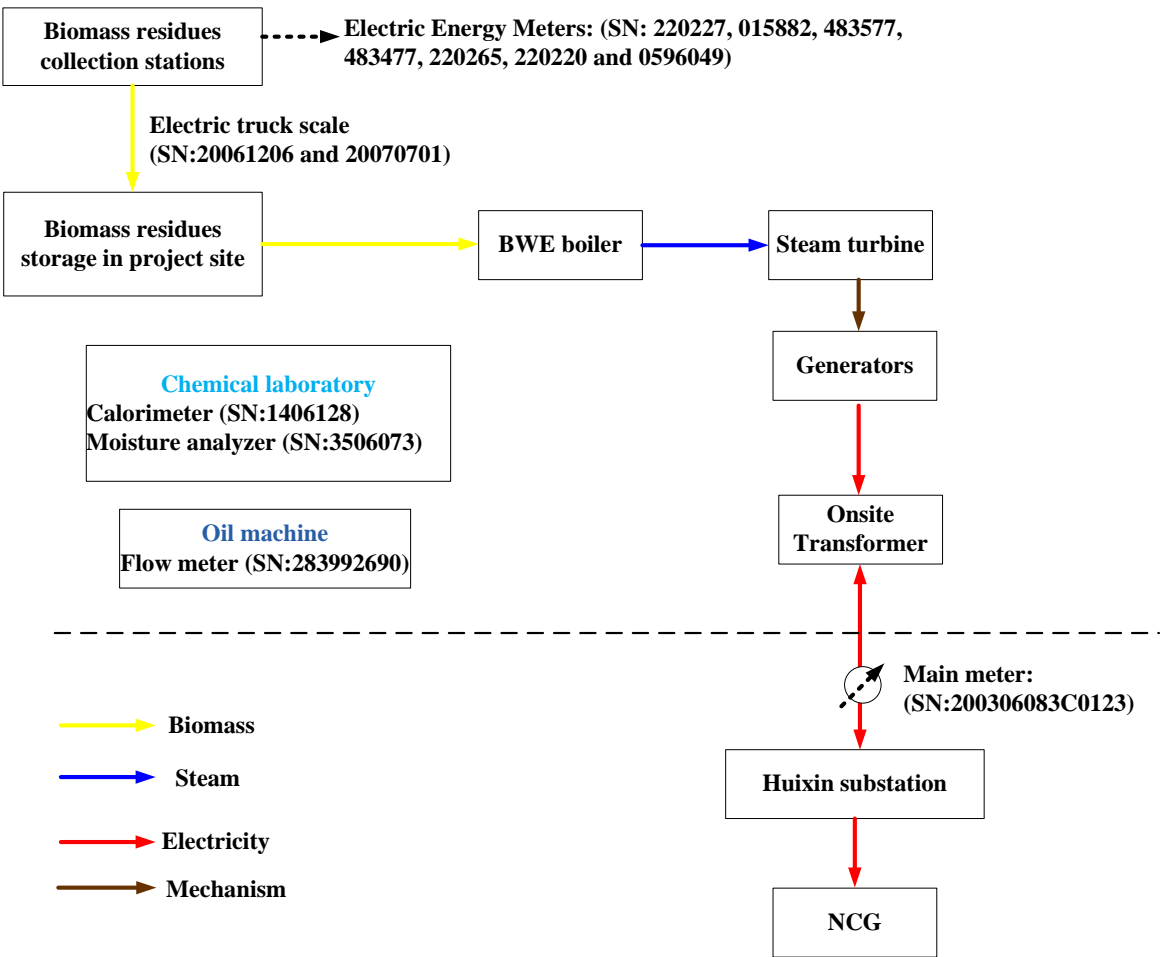 Biomass residues
collection stations
Electric Energy Meters: (SN: 220227, 015882, 483577,
483477, 220265, 220220 and 0596049)
Electric truck scale
(SN:20061206 and 20070701)
Biomass residues
storage in project site
BWE boiler
Steam turbine
Generators
Chemical laboratory
Calorimeter (SN:1406128)
Moisture analyzer (SN:3506073)
Oil machine
Flow meter (SN:283992690)
Onsite
Transformer
Main meter:
(SN:200306083C0123)
Biomass
Steam
Electricity
Mechanism
Huixin substation
NCG